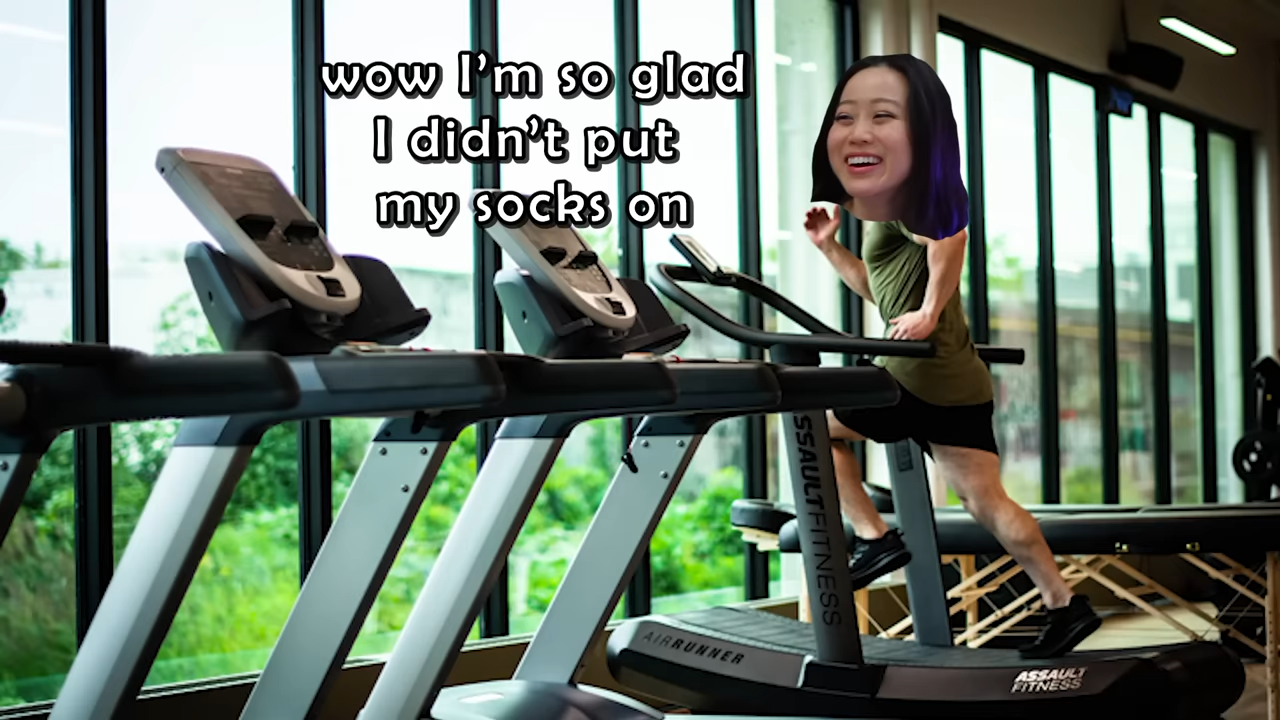 wow I'm so glad
I didn't put
my socks on
SSAULTFITNESS
AIRRUNNER
ASSAULT
FITNESS